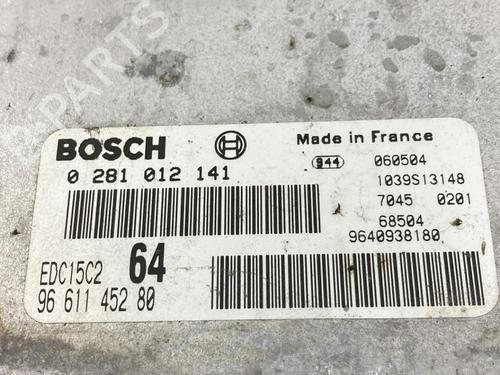 BOSCH
Made in France
0 281 012 141
944 060504
1039S13148
7045 0201
68504
9640938180
EDC15C2 64
96 611 452 80